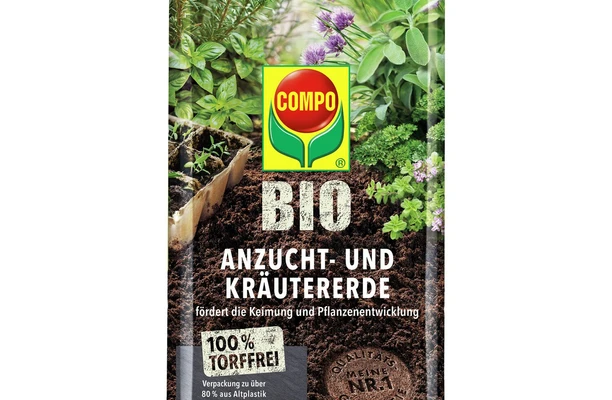 COMPO
®
BIO
ANZUCHT- UND
KRÄUTERERDE
fördert die Keimung und Pflanzenentwicklung
100%
TORFFREI
Verpackung zu über
80% aus Altplastik
QUALITÄTS-
MEINE
NR.1